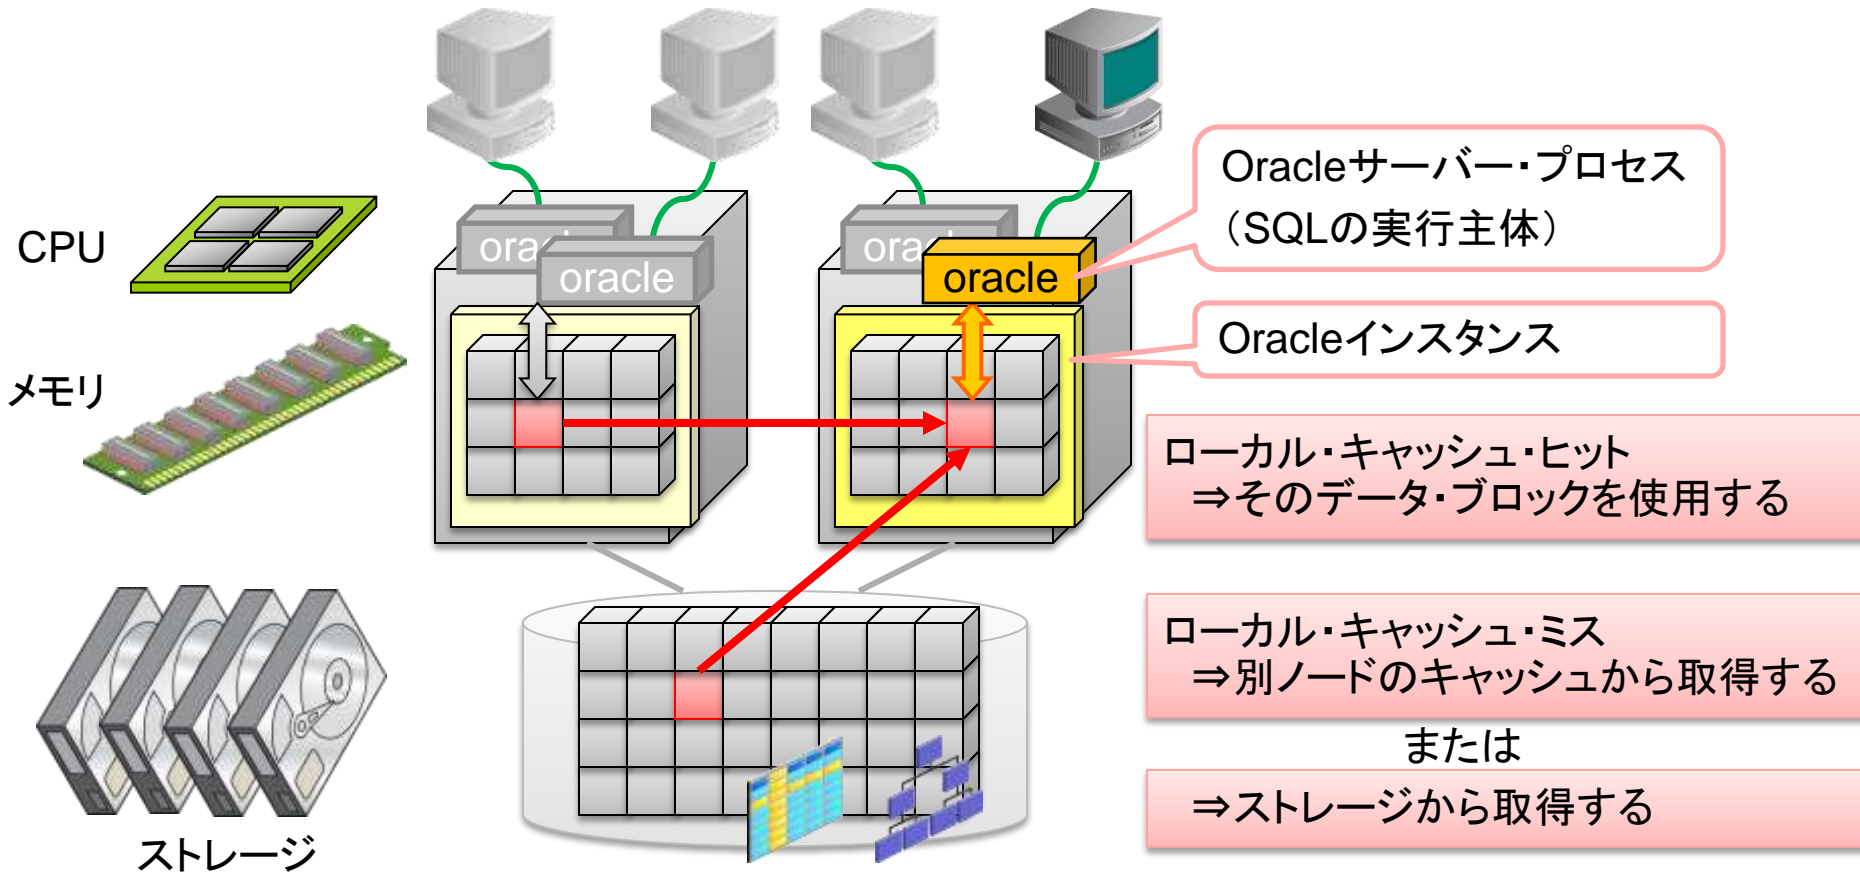 CPU
メモリ
ストレージ
oracle
oracle
oracle
Oracleサーバー・プロセス
（SQLの実行主体）
Oracleインスタンス
ローカル・キャッシュ・ヒット
⇒そのデータ・ブロックを使用する
ローカル・キャッシュ・ミス
⇒別ノードのキャッシュから取得する
または
⇒ストレージから取得する